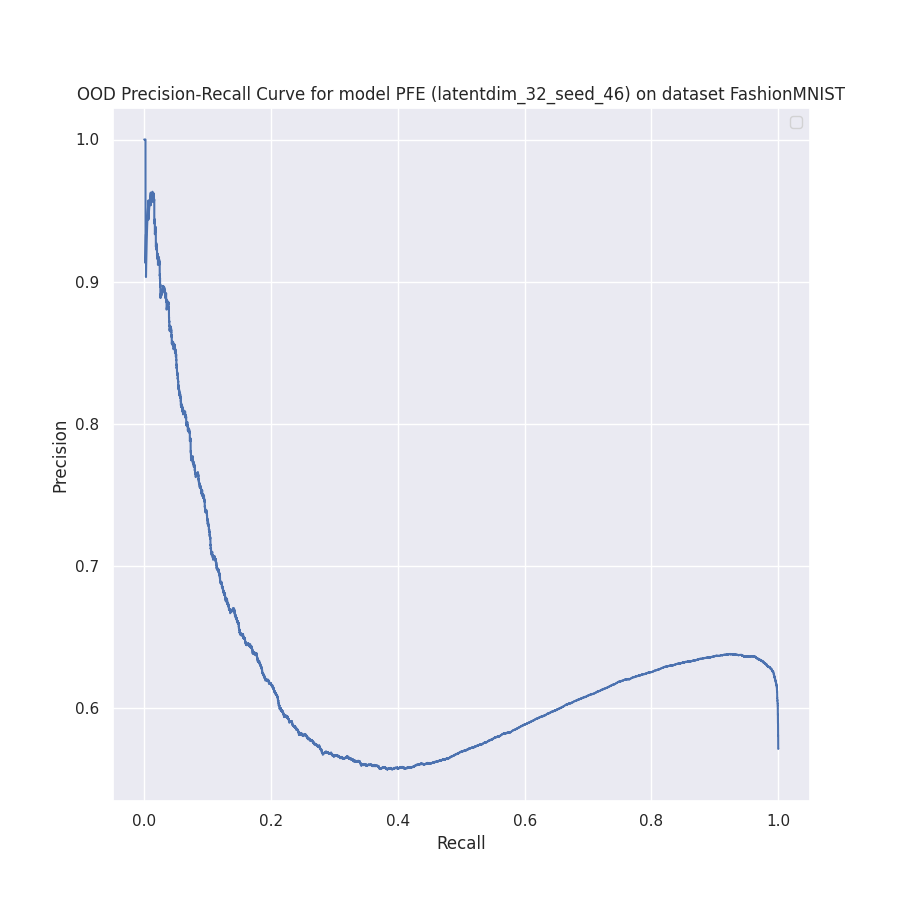 OOD Precision-Recall Curve for model PFE (latentdim_32_seed_46) on dataset FashionMNIST
1.0
0.9
0.8
0.7
0.6
Precision
0.0 0.2 0.4 0.6 0.8 1.0
Recall